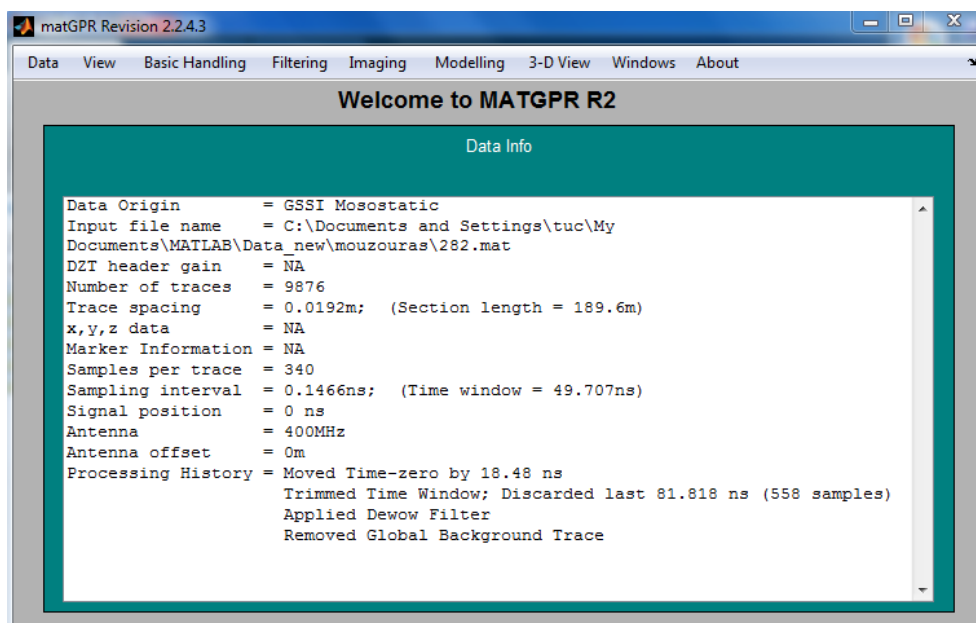 matGPR Revision 2.2.4.3
Data View Basic Handling Filtering Imaging Modelling 3-D View Windows About
Welcome to MATGPR R2
Data Info
Data Origin = GSSI Mosostatic
Input file name = C:\Documents and Settings\tuc\My
Documents\MATLAB\Data_new\mouzouras\282.mat
DZT header gain = NA
Number of traces = 9876
Trace spacing = 0.0192m; (Section length = 189.6m)
x,y,z data = NA
Marker Information = NA
Samples per trace = 340
Sampling interval = 0.1466ns; (Time window = 49.707ns)
Signal position = 0 ns
Antenna = 400MHz
Antenna offset = 0m
Processing History = Moved Time-zero by 18.48 ns
Trimmed Time Window; Discarded last 81.818 ns (558 samples)
Applied Dewow Filter
Removed Global Background Trace